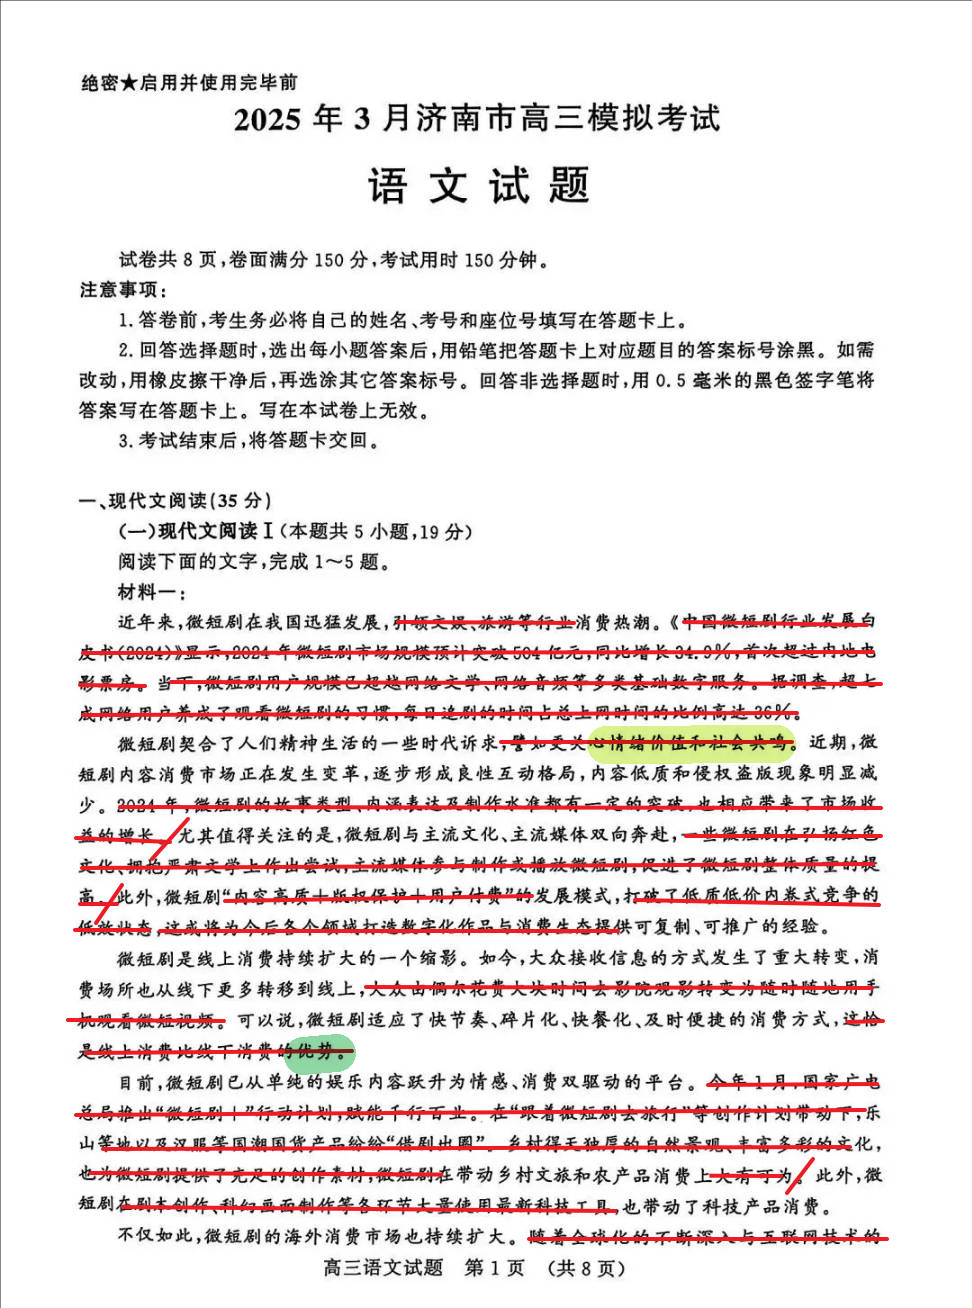 绝密★启用并使用完毕前
2025 年 3 月济南市高三模拟考试
语 文 试 题
试卷共 8 页,卷面满分 150 分,考试用时 150 分钟。
注意事项:
1. 答卷前,考生务必将自己的姓名、考号和座位号填写在答题卡上。
2. 回答选择题时,选出每小题答案后,用铅笔把答题卡上对应题目的答案标号涂黑。如需
改动,用橡皮擦干净后,再选涂其它答案标号。回答非选择题时,用 0.5 毫米的黑色签字笔将
答案写在答题卡上。写在本试卷上无效。
3. 考试结束后,将答题卡交回。
一、现代文阅读(35 分)
(一)现代文阅读Ⅰ(本题共 5 小题,19 分)
阅读下面的文字,完成 1～5 题。
材料一:
近年来,微短剧在我国迅猛发展,引领文娱、旅游等行业消费热潮。《中国微短剧行业发展白
皮书(2024)》显示,2024 年微短剧市场规模预计突破 504 亿元,同比增长 34.9%,首次超过内地电
影票房。当下,微短剧用户规模已超越网络文学、网络音频等多类基础数字服务。据调查,超七
成网络用户养成了观看微短剧的习惯,每日追剧的时间占总上网时间的比例高达 36%。
微短剧契合了人们精神生活的一些时代诉求,譬如更关心情绪价值和社会共鸣。近期,微
短剧内容消费市场正在发生变革,逐步形成良性互动格局,内容低质和侵权盗版现象明显减
少。2024 年,微短剧的故事类型、内涵表达及制作水准都有一定的突破,也相应带来了市场收
益的增长。尤其值得关注的是,微短剧与主流文化、主流媒体双向奔赴,一些微短剧在弘扬红色
文化、拥抱严肃文学上作出尝试,主流媒体参与制作或播放微短剧,促进了微短剧整体质量的提
高。此外,微短剧“内容高质+版权保护+用户付费”的发展模式,打破了低质低价内卷式竞争的
低效状态,这或将为今后各个领域打造数字化作品与消费生态提供可复制、可推广的经验。
微短剧是线上消费持续扩大的一个缩影。如今,大众接收信息的方式发生了重大转变,消
费场所也从线下更多转移到线上,大众由偶尔花费大块时间去影院观影转变为随时随地用手
机观看微短视频。可以说,微短剧适应了快节奏、碎片化、快餐化、及时便捷的消费方式,这恰
是线上消费比线下消费的优势。
目前,微短剧已从单纯的娱乐内容跃升为情感、消费双驱动的平台。今年 1 月,国家广电
总局推出“微短剧+”行动计划,赋能千行百业。在“跟着微短剧去旅行”等创作计划带动下,乐
山等地以及汉服等国潮国货产品纷纷“借剧出圈”。乡村得天独厚的自然景观、丰富多彩的文化,
也为微短剧提供了充足的创作素材,微短剧在带动乡村文旅和农产品消费上大有可为。此外,微
短剧在剧本创作、科幻画面制作等各环节大量使用最新科技工具,也带动了科技产品消费。
不仅如此,微短剧的海外消费市场也持续扩大。随着全球化的不断深入与互联网技术的
高三语文试题 第 1 页 (共 8 页)